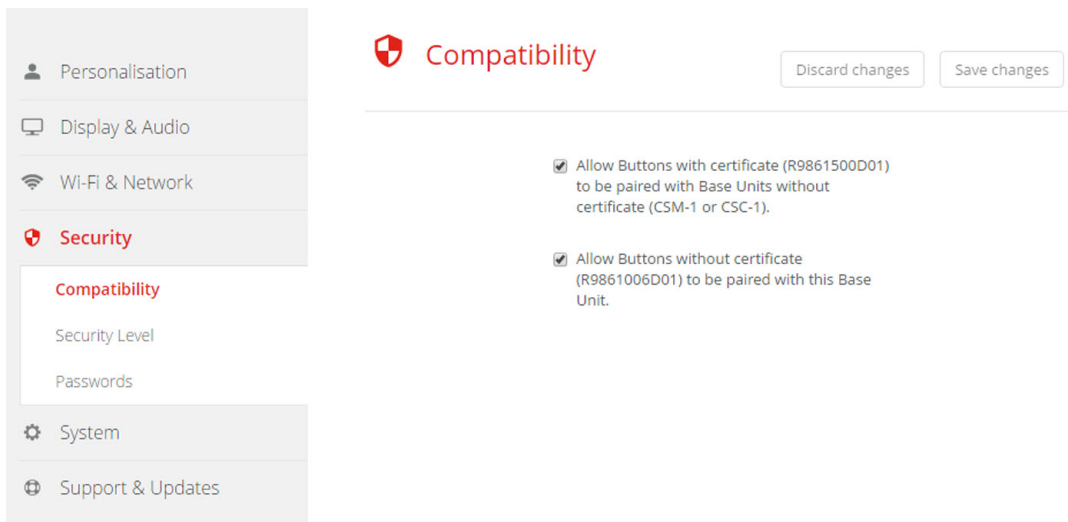 Personalisation
Display & Audio
Wi-Fi & Network
Security
Compatibility
Security Level
Passwords
System
Support & Updates
Compatibility
Discard changes
Save changes
Allow Buttons with certificate (R9861500D01)
to be paired with Base Units without
certificate (CSM-1 or CSC-1).
Allow Buttons without certificate
(R9861006D01) to be paired with this Base
Unit.